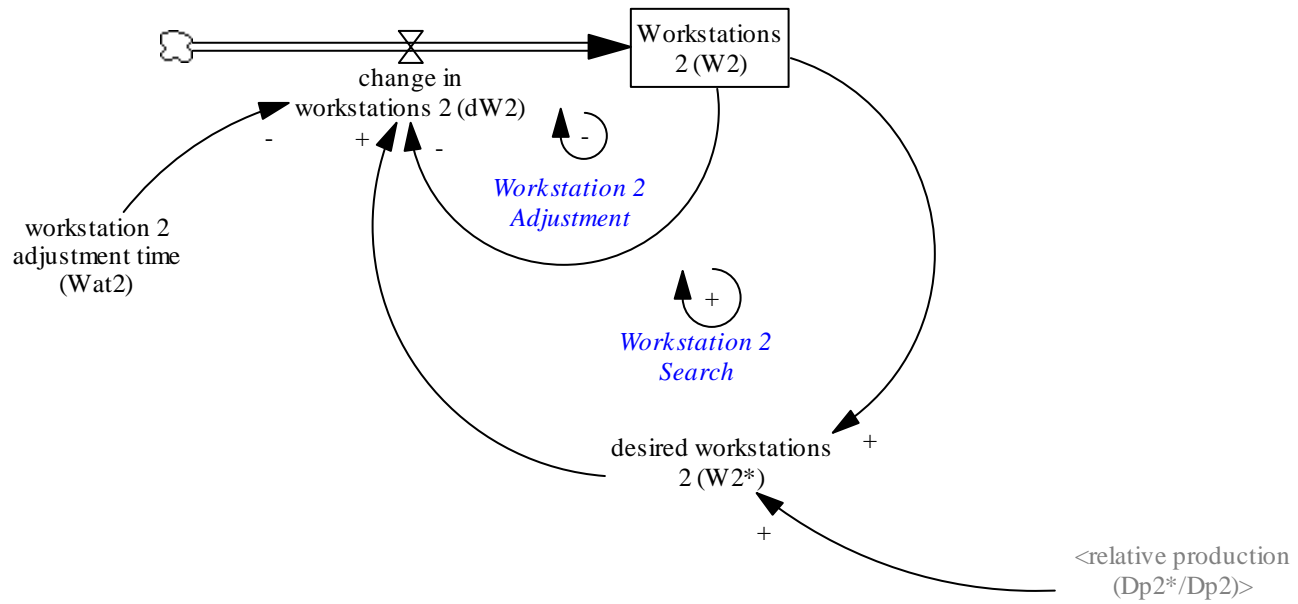 Workstations
2 (W2)
change in
workstations 2 (dW2)
-
+
-
-
Workstation 2
Adjustment
workstation 2
adjustment time
(Wat2)
+
Workstation 2
Search
desired workstations
2 (W2*)
+
+
<relative production
(Dp2*/Dp2)>